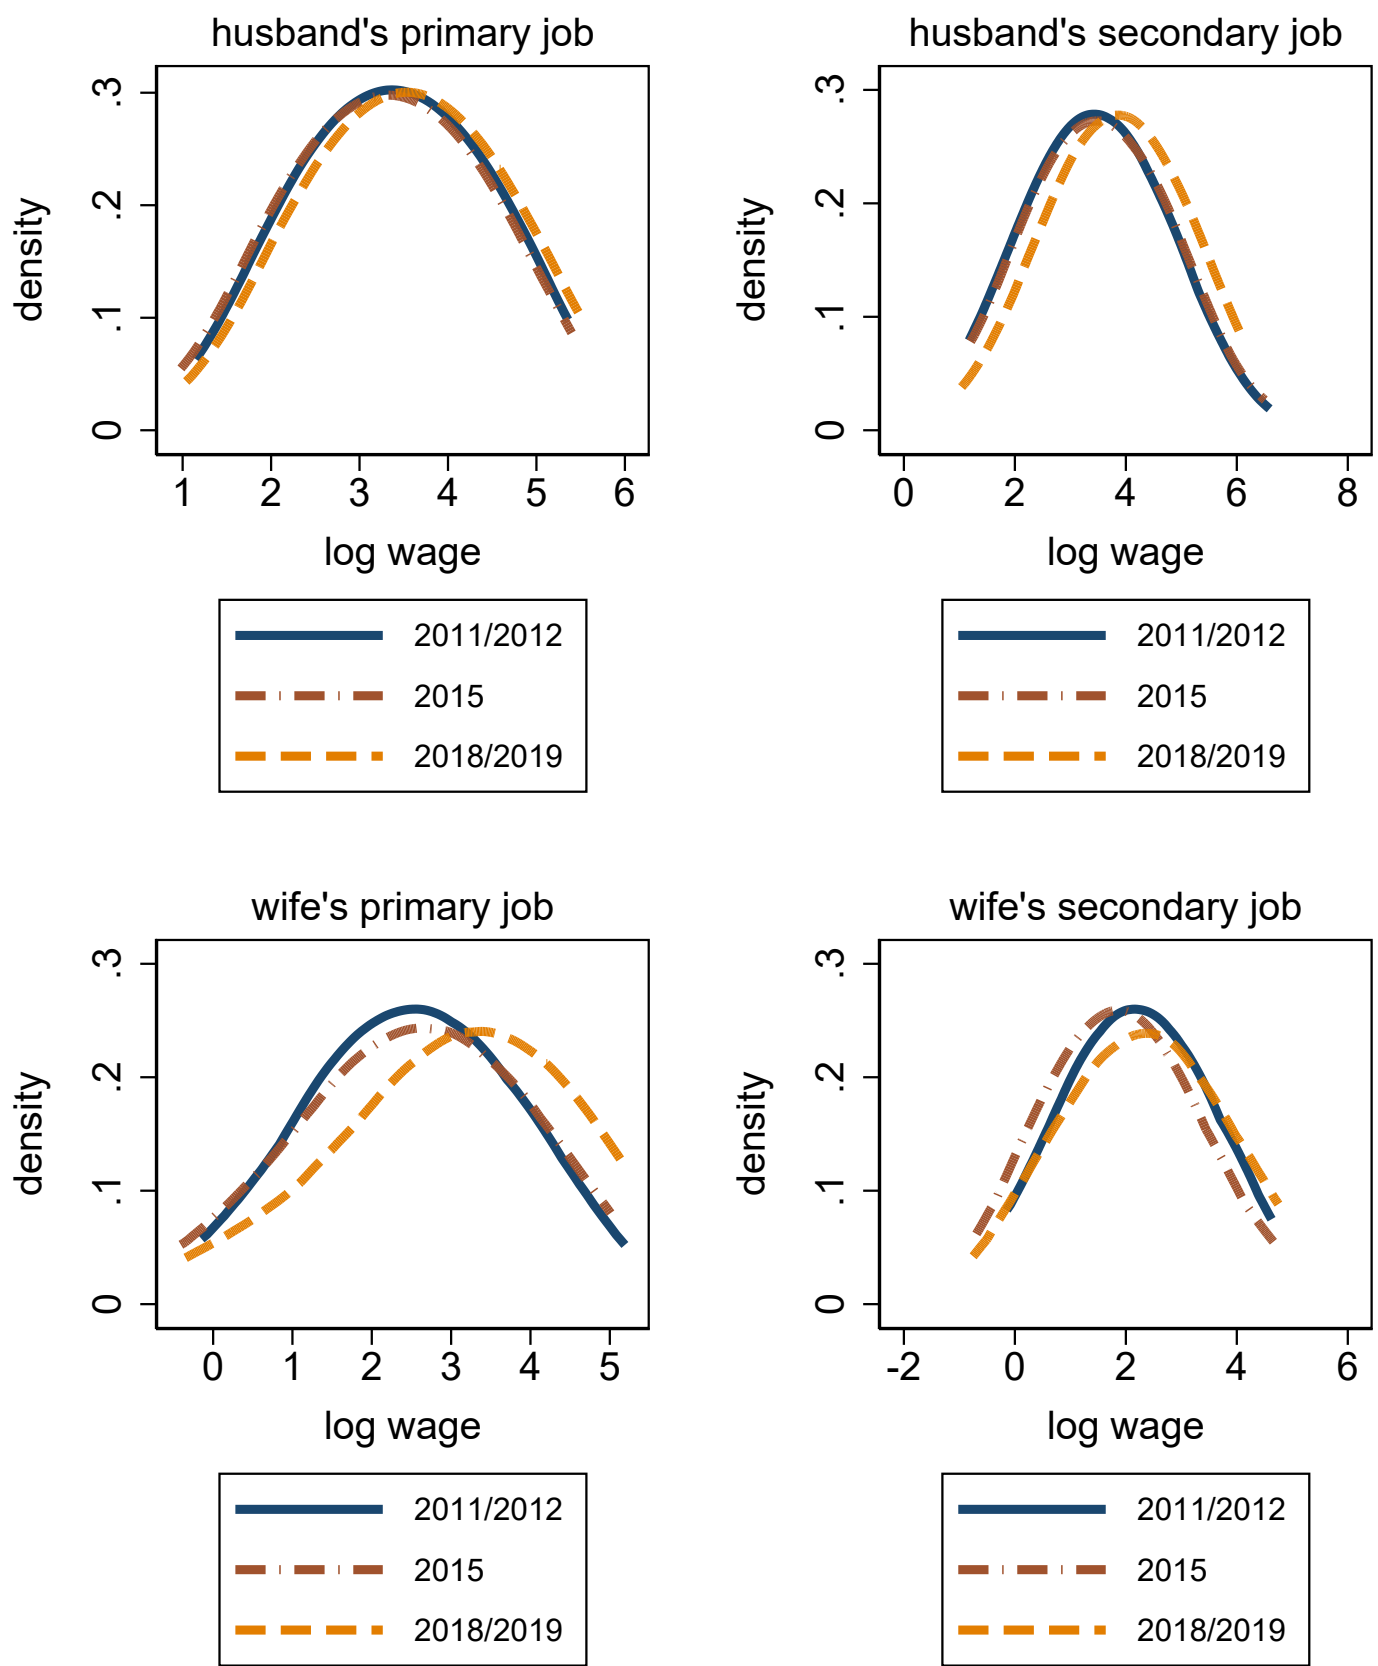 husband's primary job
density
.3
.2
.1
0
1 2 3 4 5 6
log wage
2011/2012
2015
2018/2019
husband's secondary job
density
.3
.2
.1
0
0 2 4 6 8
log wage
2011/2012
2015
2018/2019
wife's primary job
density
.3
.2
.1
0
0 1 2 3 4 5
log wage
2011/2012
2015
2018/2019
wife's secondary job
density
.3
.2
.1
0
-2 0 2 4 6
log wage
2011/2012
2015
2018/2019